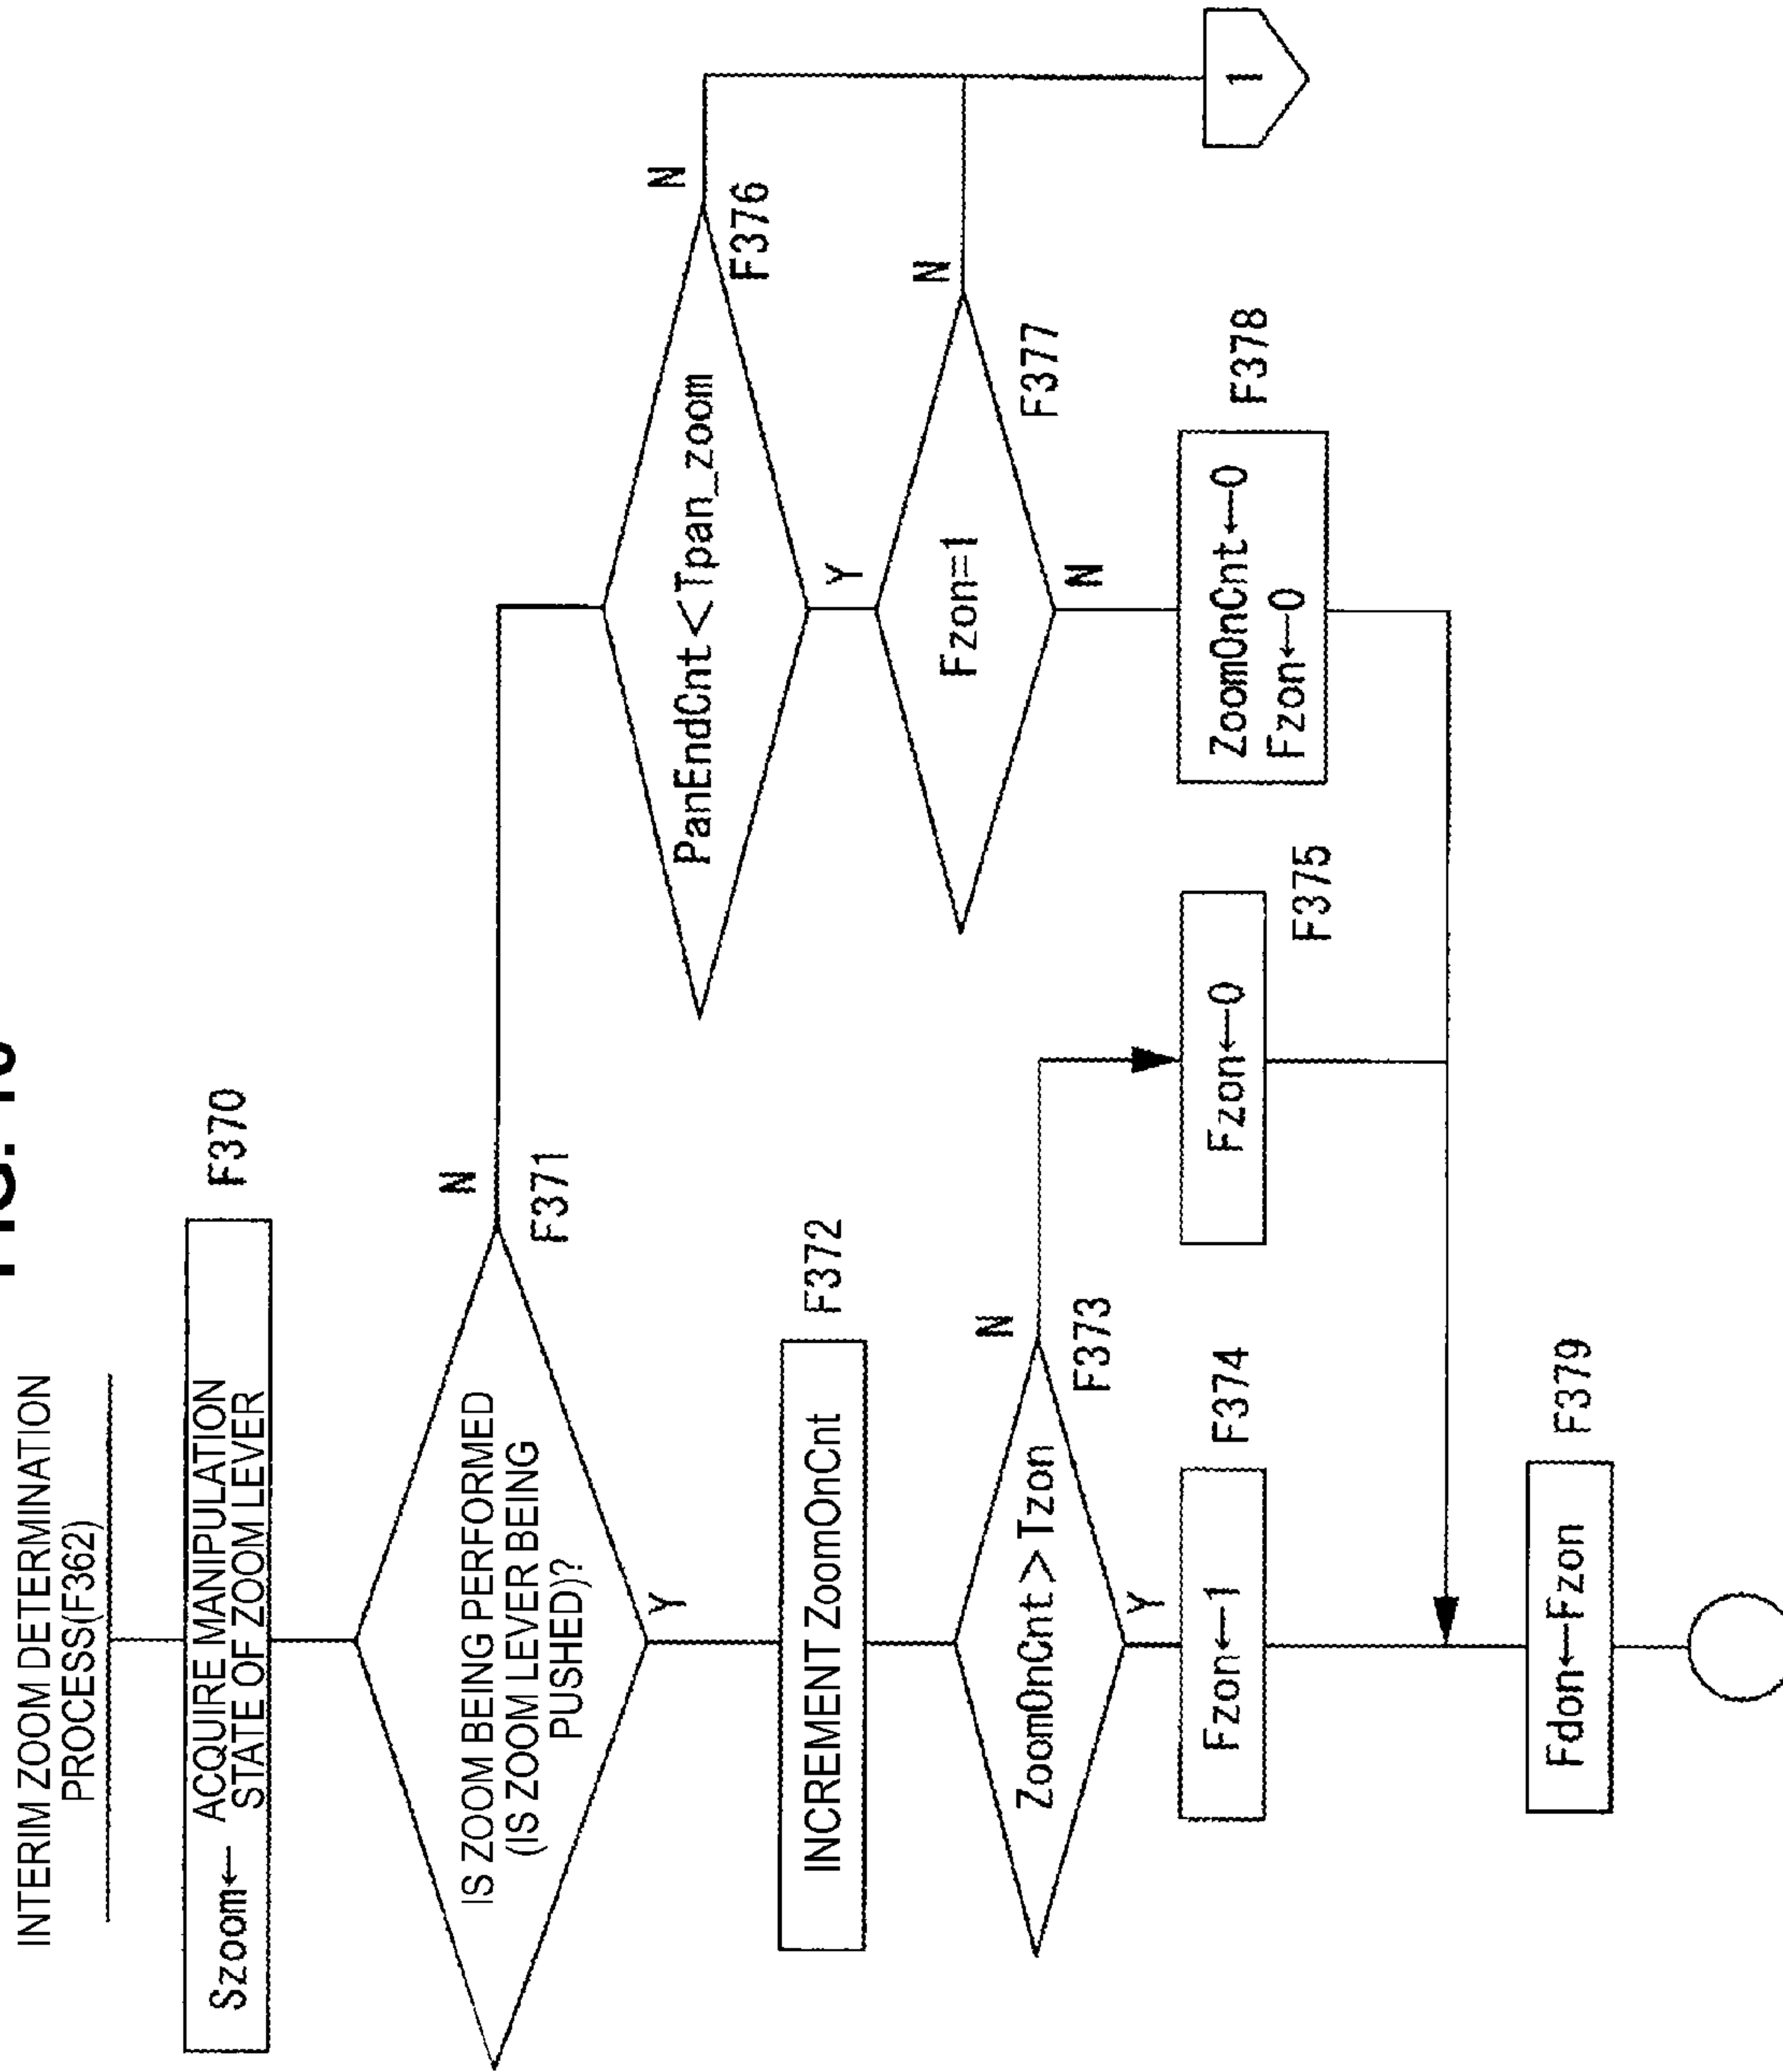 INTERIM ZOOM DETERMINATION
PROCESS(F362)
Szoom← ACQUIRE MANIPULATION
STATE OF ZOOM LEVER
F370
IS ZOOM BEING PERFORMED
(IS ZOOM LEVER BEING
PUSHED)?
N
F371
Y
INCREMENT ZoomOnCnt
F372
ZoomOnCnt>Tzon
N
F373
Y
Fzon←1
F374
Fzon←0
F375
PanEndCnt<Tpan_zoom
N
F376
Y
Fzon=1
N
F377
N
ZoomOnCnt←0
Fzon←0
F378
1
Fdon←Fzon
F379